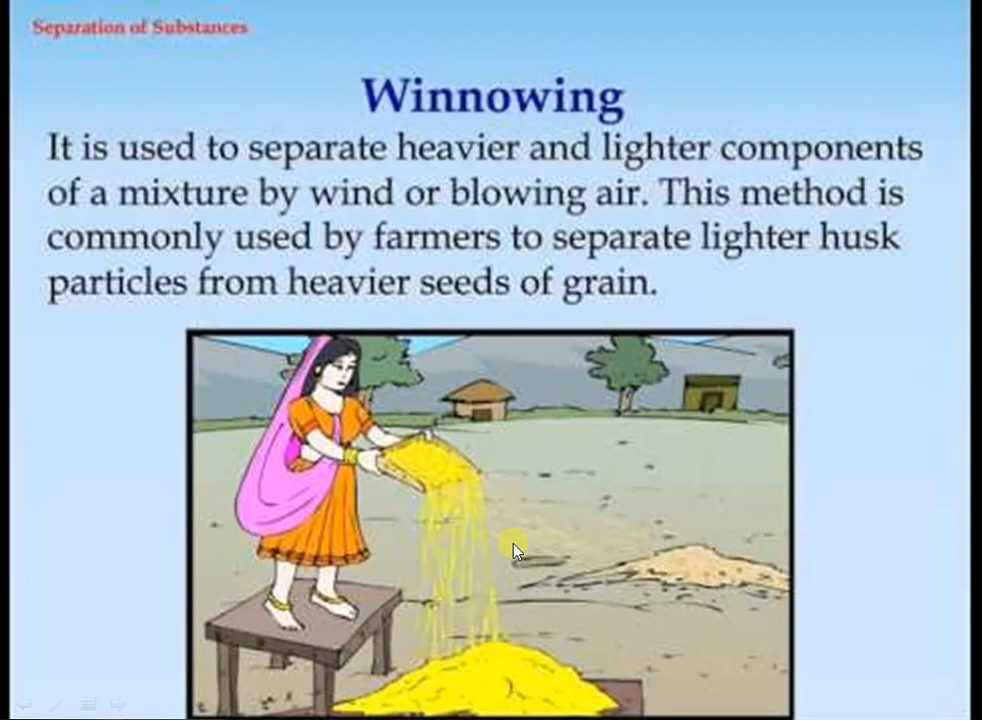 Separation of Substances
Winnowing
It is used to separate heavier and lighter components
of a mixture by wind or blowing air. This method is
commonly used by farmers to separate lighter husk
particles from heavier seeds of grain.